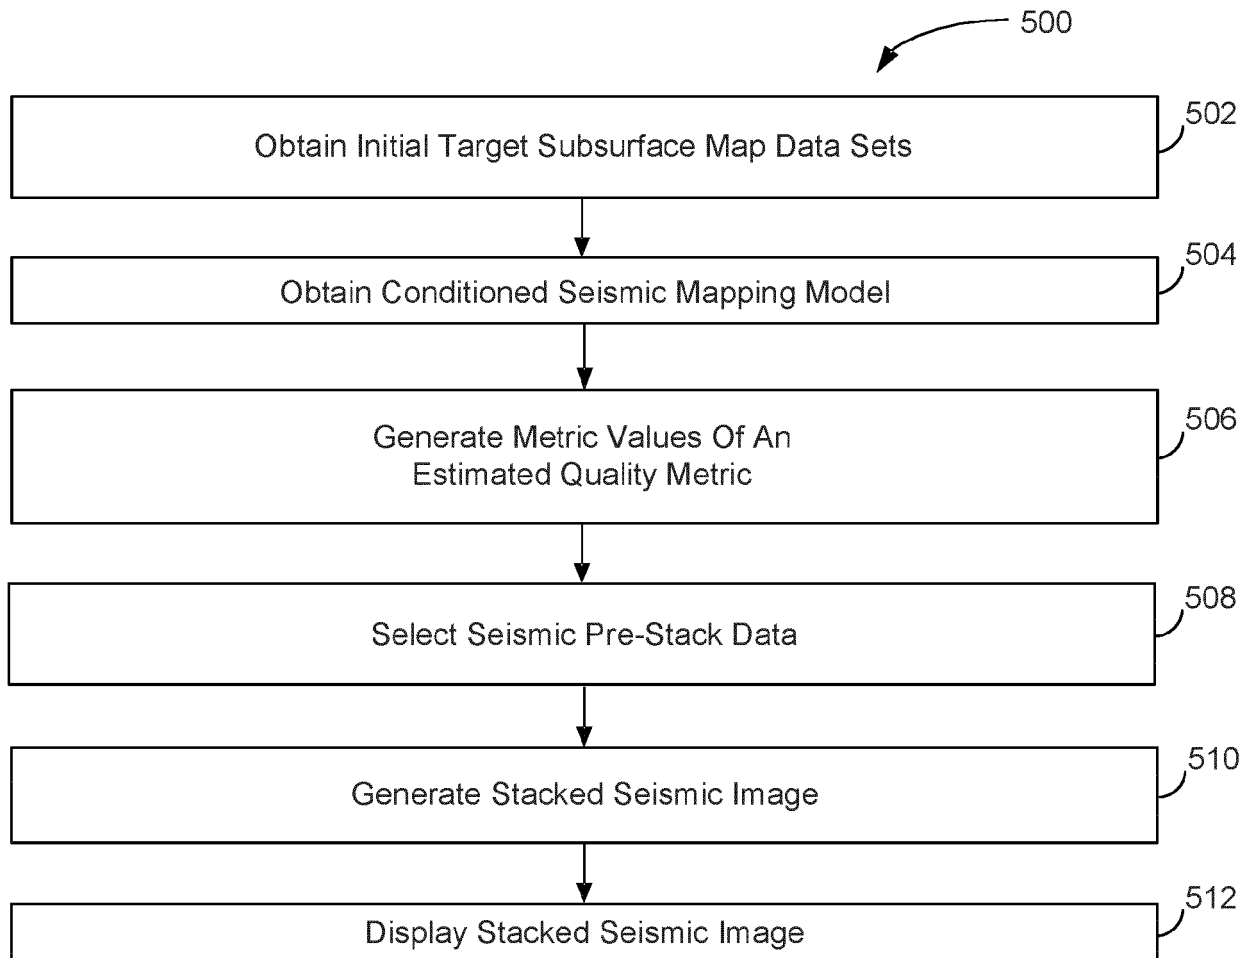 500
Obtain Initial Target Subsurface Map Data Sets
502
Obtain Conditioned Seismic Mapping Model
504
Generate Metric Values Of An
Estimated Quality Metric
506
Select Seismic Pre-Stack Data
508
Generate Stacked Seismic Image
510
Display Stacked Seismic Image
512